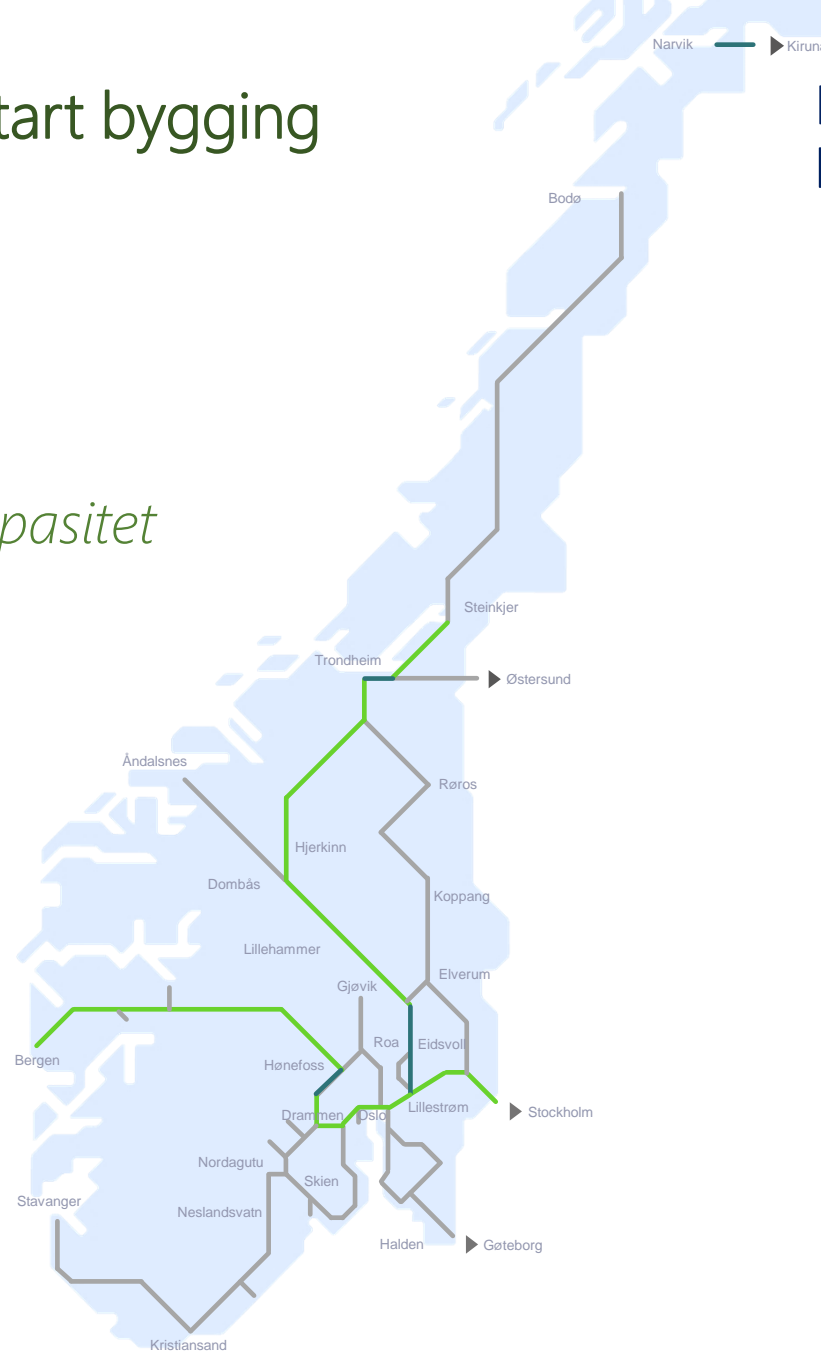 Narvik
Kiruna
tart bygging
Bodø
pasitet
Steinkjer
Trondheim
Østersund
Åndalsnes
Røros
Hjerkinn
Dombås
Koppang
Lillehammer
Elverum
Gjøvik
Roa
Eidsvoll
Bergen
Hønefoss
Drammen
Oslo
Lillestrøm
Stockholm
Nordagutu
Skien
Stavanger
Neslandsvatn
Halden
Gøteborg
Kristiansand